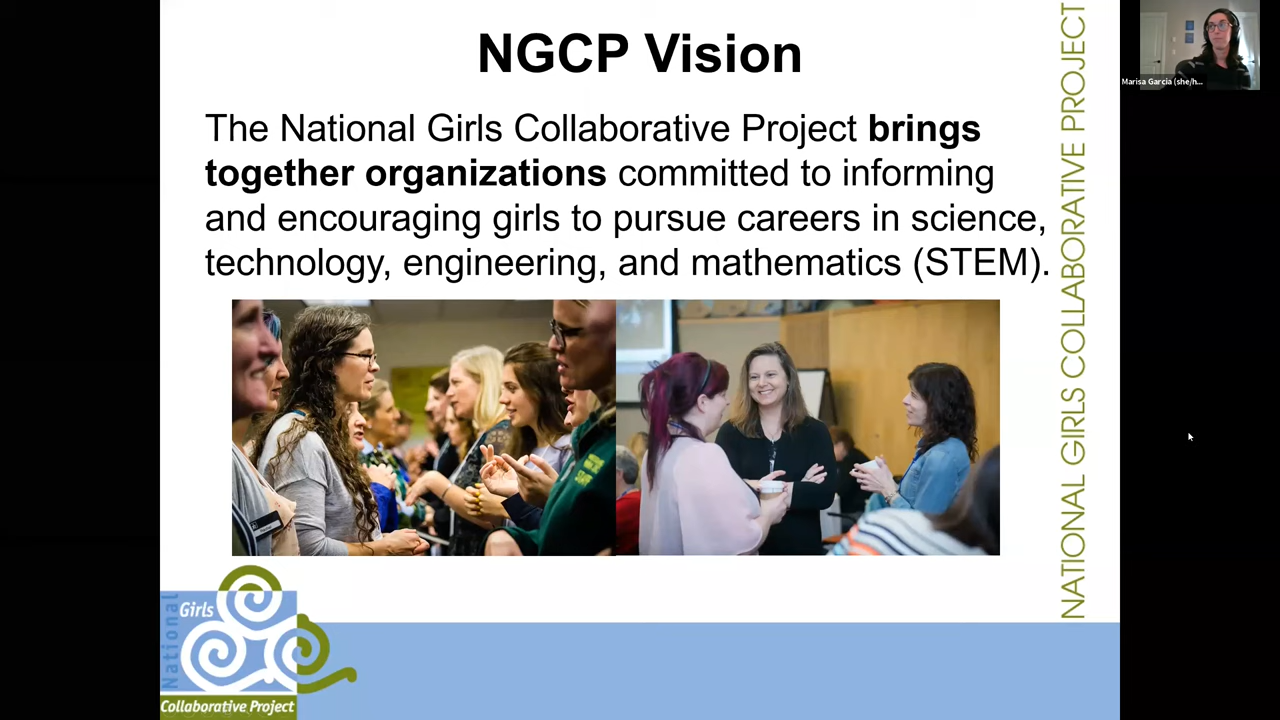 NGCP Vision
The National Girls Collaborative Project brings
together organizations committed to informing
and encouraging girls to pursue careers in science,
technology, engineering, and mathematics (STEM).
NATIONAL GIRLS COLLABORATIVE PROJECT
Marisa Garcia (she/h...
National
Girls
Collaborative Project